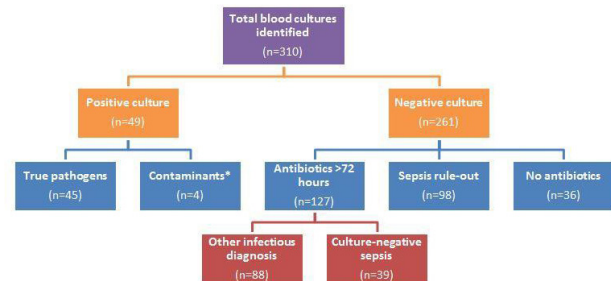 Total blood cultures
identified
(n=310)
Positive culture
(n=49)
Negative culture
(n=261)
True pathogens
(n=45)
Contaminants*
(n=4)
Antibiotics >72
hours
(n=127)
Sepsis rule-out
(n=98)
No antibiotics
(n=36)
Other infectious
diagnosis
(n=88)
Culture-negative
sepsis
(n=39)